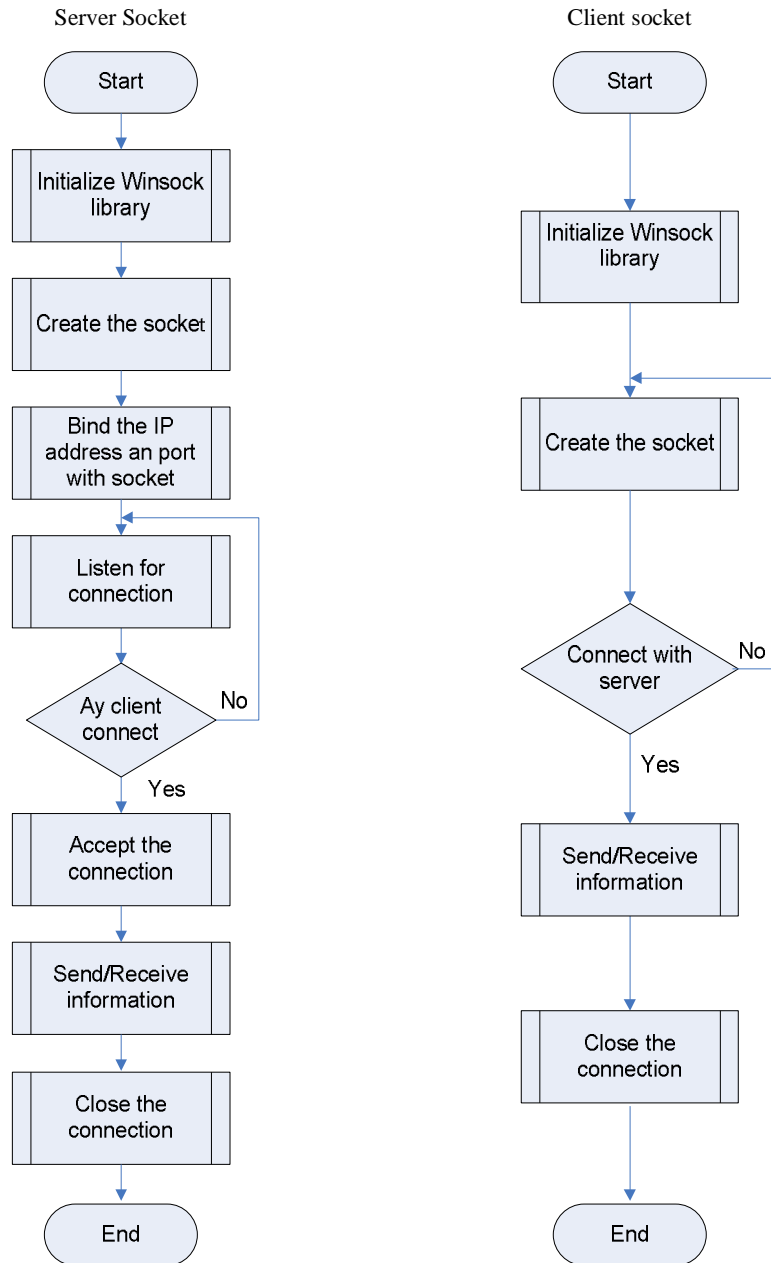 Server Socket
Start
Initialize Winsock
library
Create the socket
Bind the IP
address an port
with socket
Listen for
connection
Ay client
connect
No
Yes
Accept the
connection
Send/Receive
information
Close the
connection
End
Client socket
Start
Initialize Winsock
library
Create the socket
Connect with
server
No
Yes
Send/Receive
information
Close the
connection
End